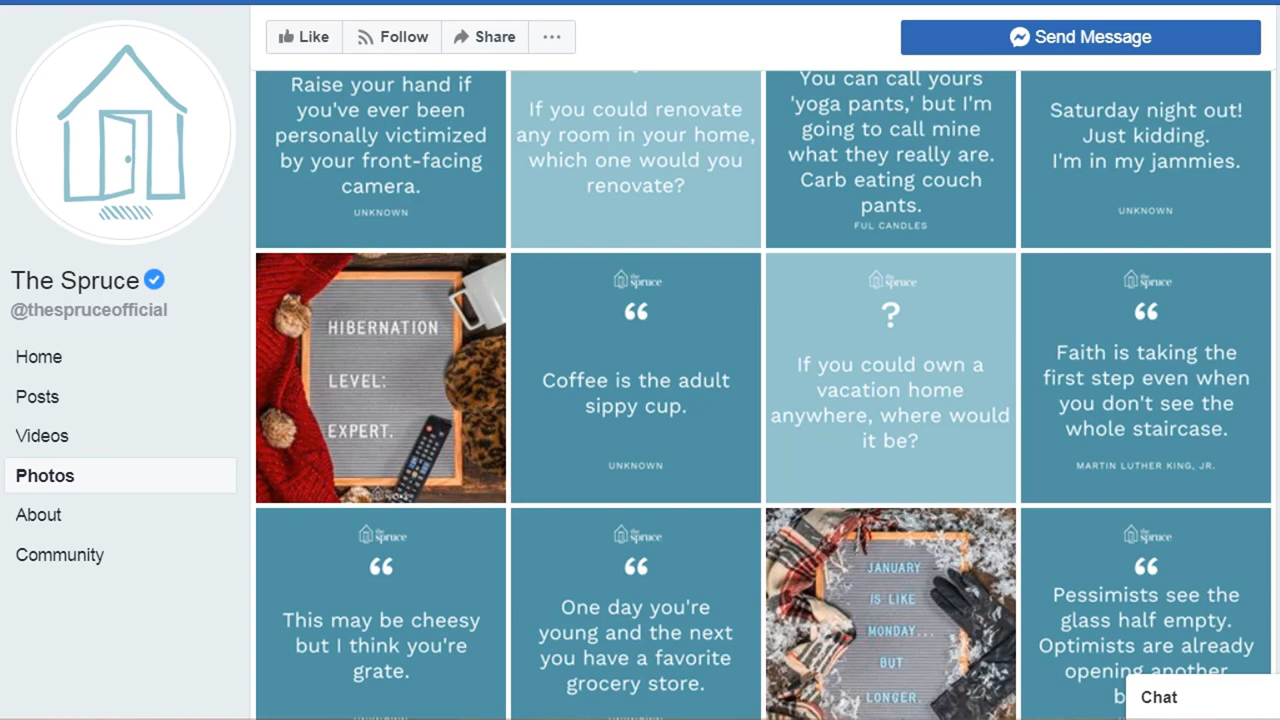 Like
Follow
Share
Send Message
The Spruce
@thespruceofficial
Home
Posts
Videos
Photos
About
Community
Raise your hand if
you've ever been
personally victimized
by your front-facing
camera.
UNKNOWN
If you could renovate
any room in your home,
which one would you
renovate?
You can call yours
'yoga pants,' but I'm
going to call mine
what they really are.
Carb eating couch
pants.
FUL CANDLES
Saturday night out!
Just kidding.
I'm in my jammies.
UNKNOWN
HIBERNATION
LEVEL:
EXPERT.
the
spruce
“
Coffee is the adult
sippy cup.
UNKNOWN
the
spruce
?
If you could own a
vacation home
anywhere, where would
it be?
the
spruce
“
Faith is taking the
first step even when
you don't see the
whole staircase.
MARTIN LUTHER KING, JR.
the
spruce
“
This may be cheesy
but I think you're
grate.
the
spruce
“
One day you're
young and the next
you have a favorite
grocery store.
JANUARY
IS LIKE
MONDAY...
BUT
LONGER.
the
spruce
“
Pessimists see the
glass half empty.
Optimists are already
opening another
Chat